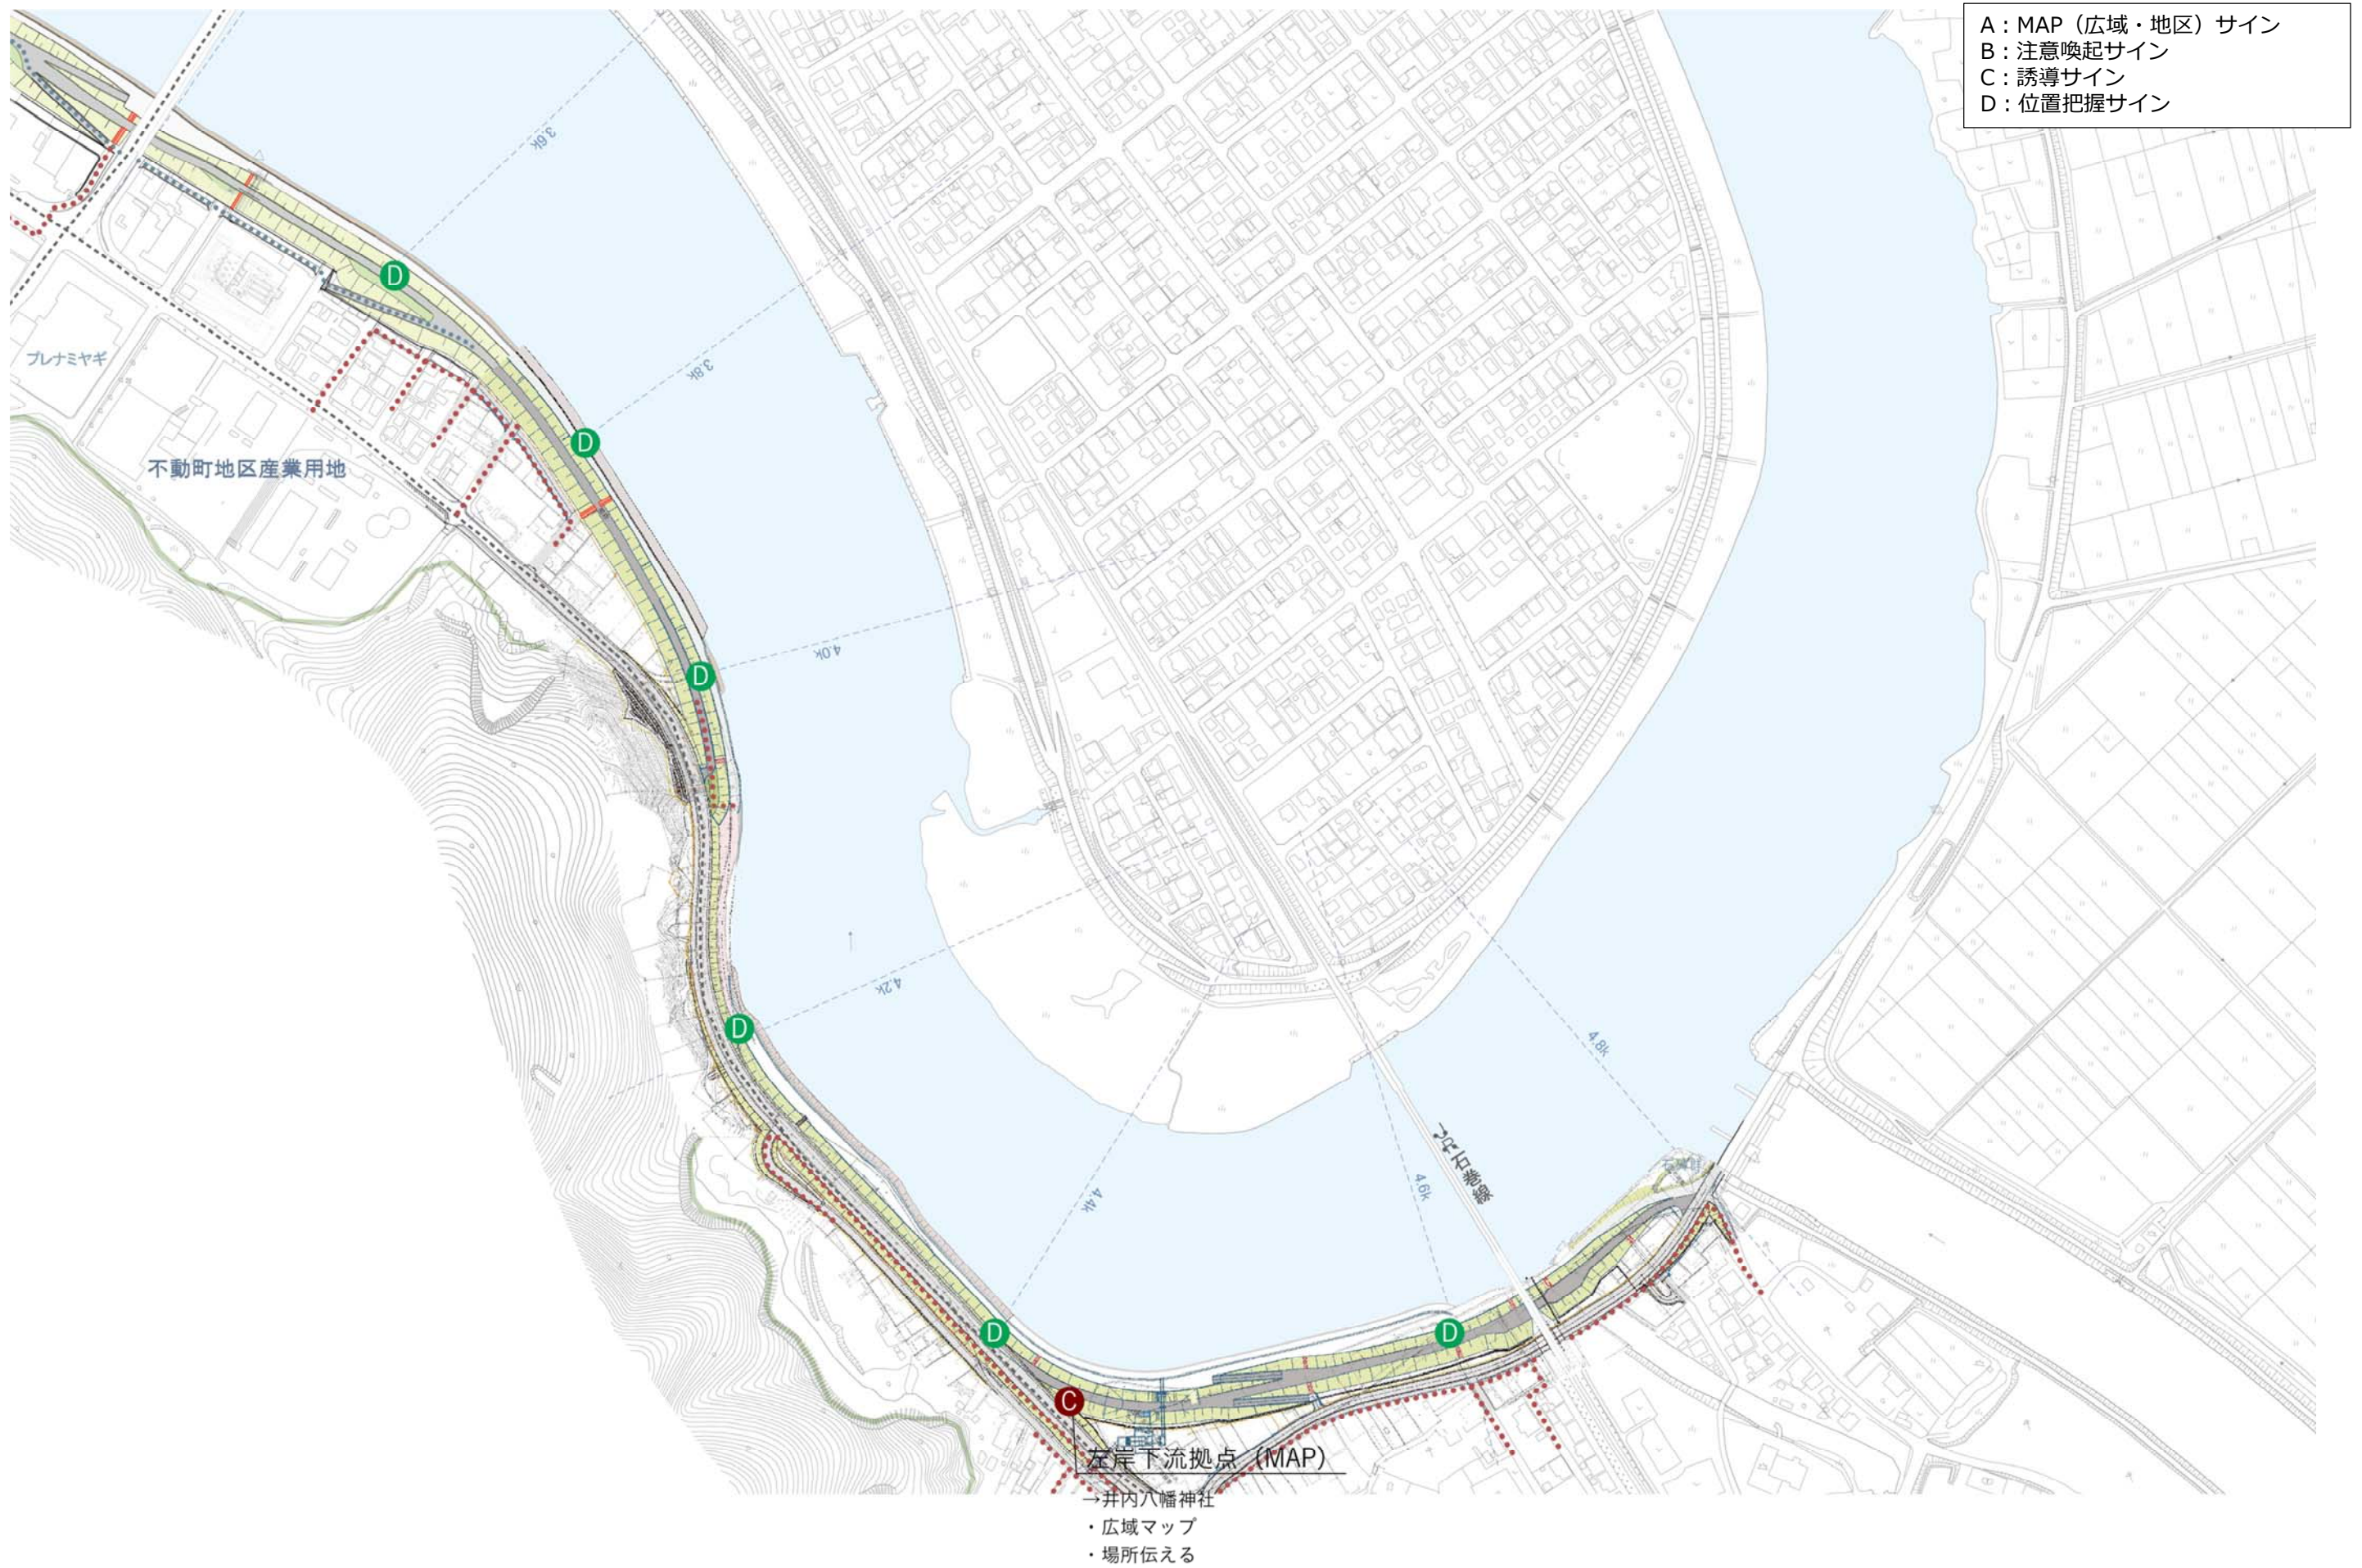 A：MAP（広域・地区）サイン
B：注意喚起サイン
C：誘導サイン
D：位置把握サイン
3.6k
D
プレナミヤギ
3.8k
D
不動町地区産業用地
4.0k
D
4.2k
D
4.8k
JR石巻線
4.6k
4.4k
D
D
C
左岸下流拠点（MAP）
→井内八幡神社
・広域マップ
・場所伝える